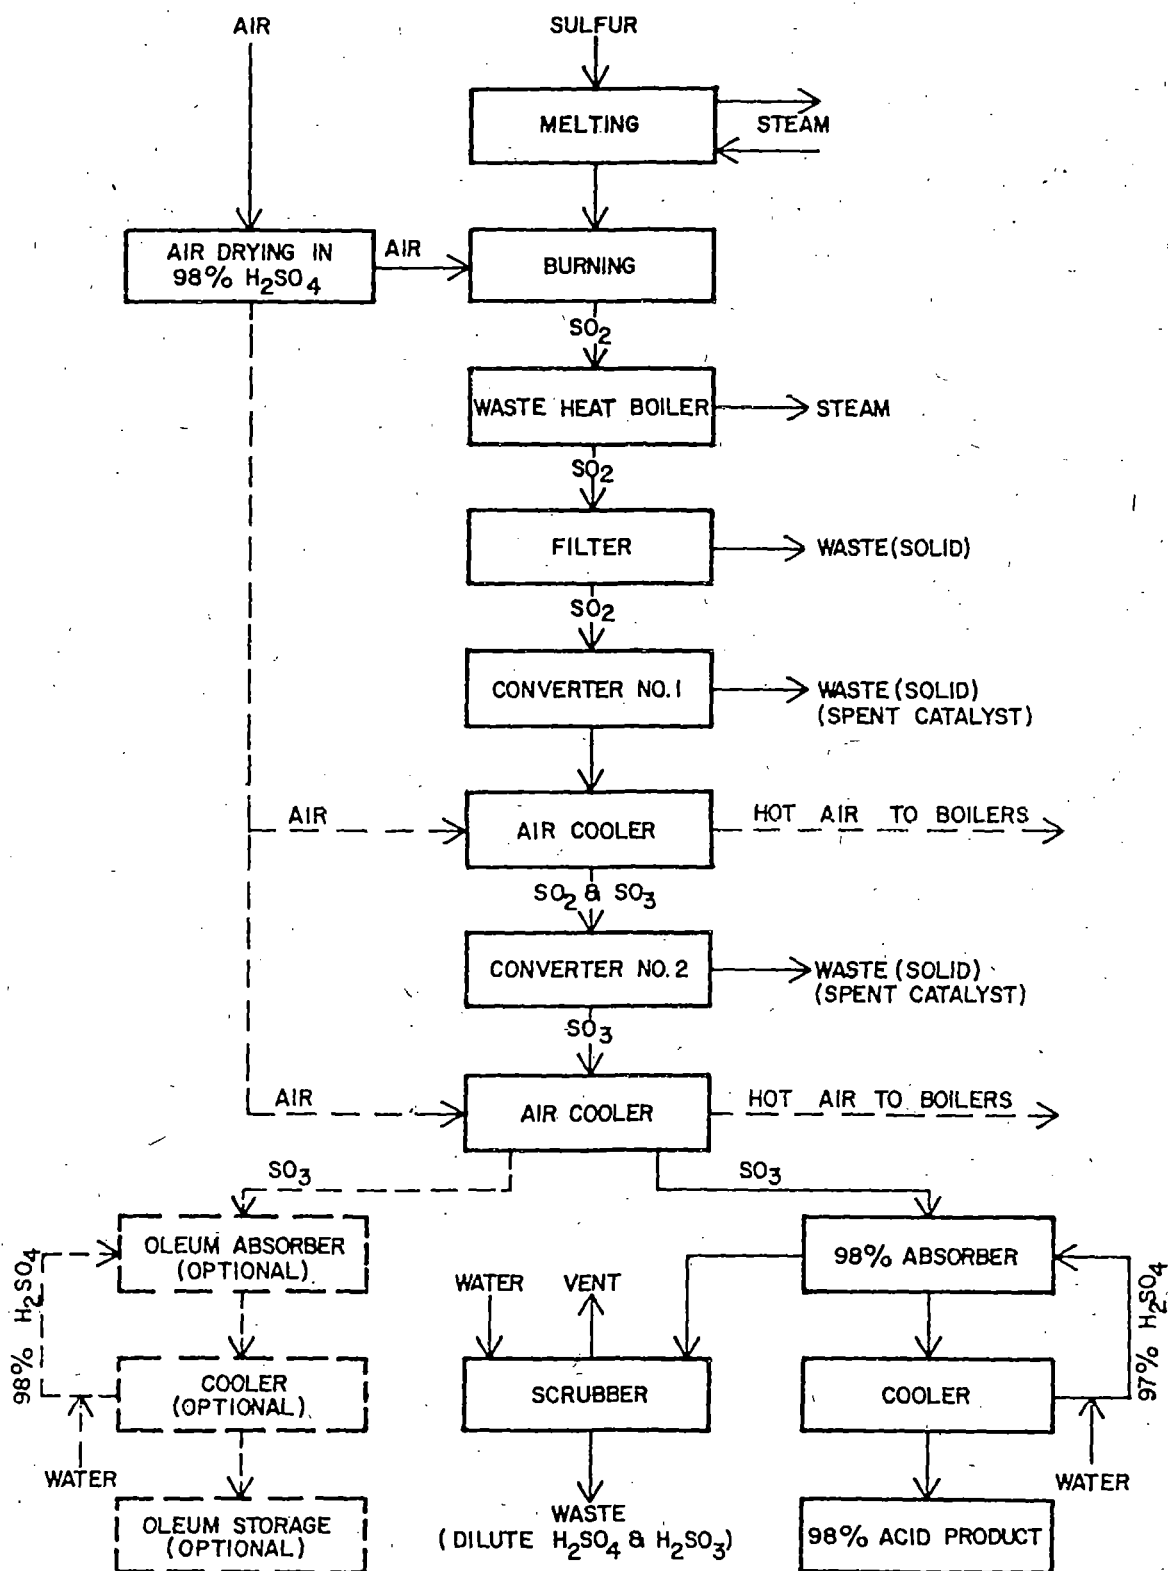 AIR
SULFUR
MELTING
STEAM
AIR DRYING IN
98% H2SO4
AIR
BURNING
SO2
WASTE HEAT BOILER
STEAM
SO2
FILTER
WASTE(SOLID)
SO2
CONVERTER NO. 1
WASTE (SOLID)
(SPENT CATALYST)
AIR
AIR COOLER
HOT AIR TO BOILERS
SO2 & SO3
CONVERTER NO. 2
WASTE (SOLID)
(SPENT CATALYST)
SO3
AIR
AIR COOLER
HOT AIR TO BOILERS
SO3
SO3
OLEUM ABSORBER
(OPTIONAL)
98% H2SO4
WATER
VENT
98% ABSORBER
97% H2SO4
COOLER
(OPTIONAL)
SCRUBBER
COOLER
WATER
WATER
OLEUM STORAGE
(OPTIONAL)
WASTE
(DILUTE H2SO4 & H2SO3)
98% ACID PRODUCT